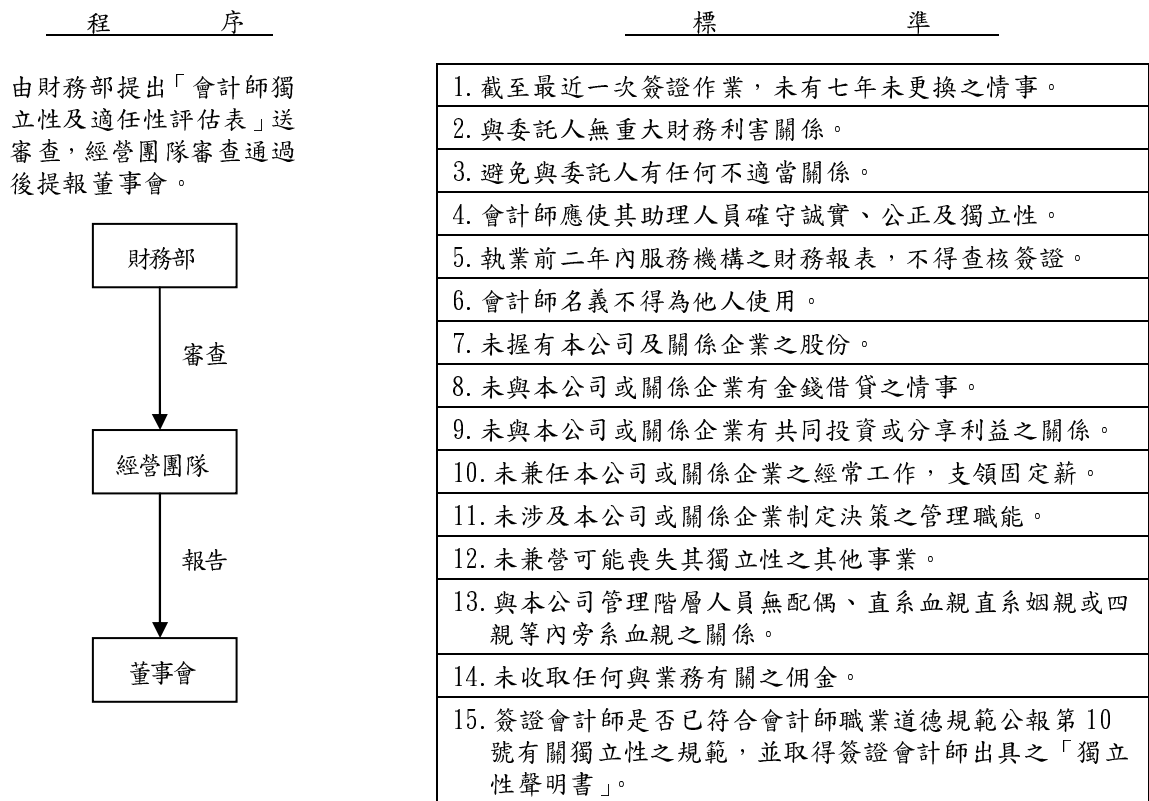 程　序
由財務部提出「會計師獨
立性及適任性評估表」送
審查，經營團隊審查通過
後提報董事會。
財務部
審查
經營團隊
報告
董事會
標　準
1.截至最近一次簽證作業，未有七年未更換之情事。
2.與委託人無重大財務利害關係。
3.避免與委託人有任何不適當關係。
4.會計師應使其助理人員確守誠實、公正及獨立性。
5.執業前二年內服務機構之財務報表，不得查核簽證。
6.會計師名義不得為他人使用。
7.未握有本公司及關係企業之股份。
8.未與本公司或關係企業有金錢借貸之情事。
9.未與本公司或關係企業有共同投資或分享利益之關係。
10.未兼任本公司或關係企業之經常工作，支領固定薪。
11.未涉及本公司或關係企業制定決策之管理職能。
12.未兼營可能喪失其獨立性之其他事業。
13.與本公司管理階層人員無配偶、直系血親直系姻親或四
親等內旁系血親之關係。
14.未收取任何與業務有關之佣金。
15.簽證會計師是否已符合會計師職業道德規範公報第 10
號有關獨立性之規範，並取得簽證會計師出具之「獨立
性聲明書」。